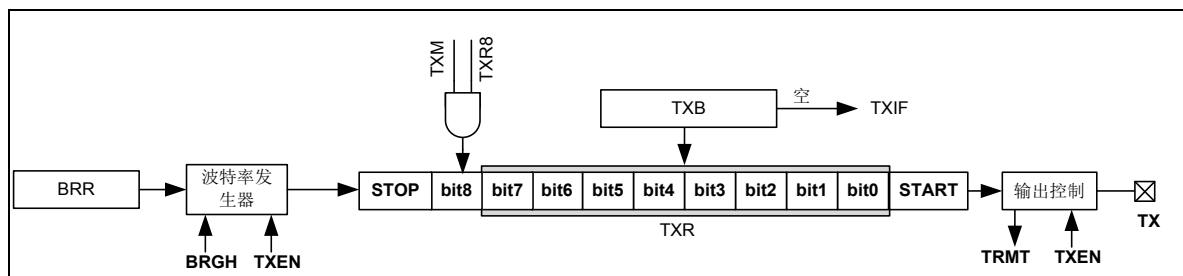 TXM
TXR8
TXB
空
TXIF
BRR
波特率发
生器
STOP bit8 bit7 bit6 bit5 bit4 bit3 bit2 bit1 bit0 START
输出控制
TX
TXR
BRGH TXEN
TRMT TXEN